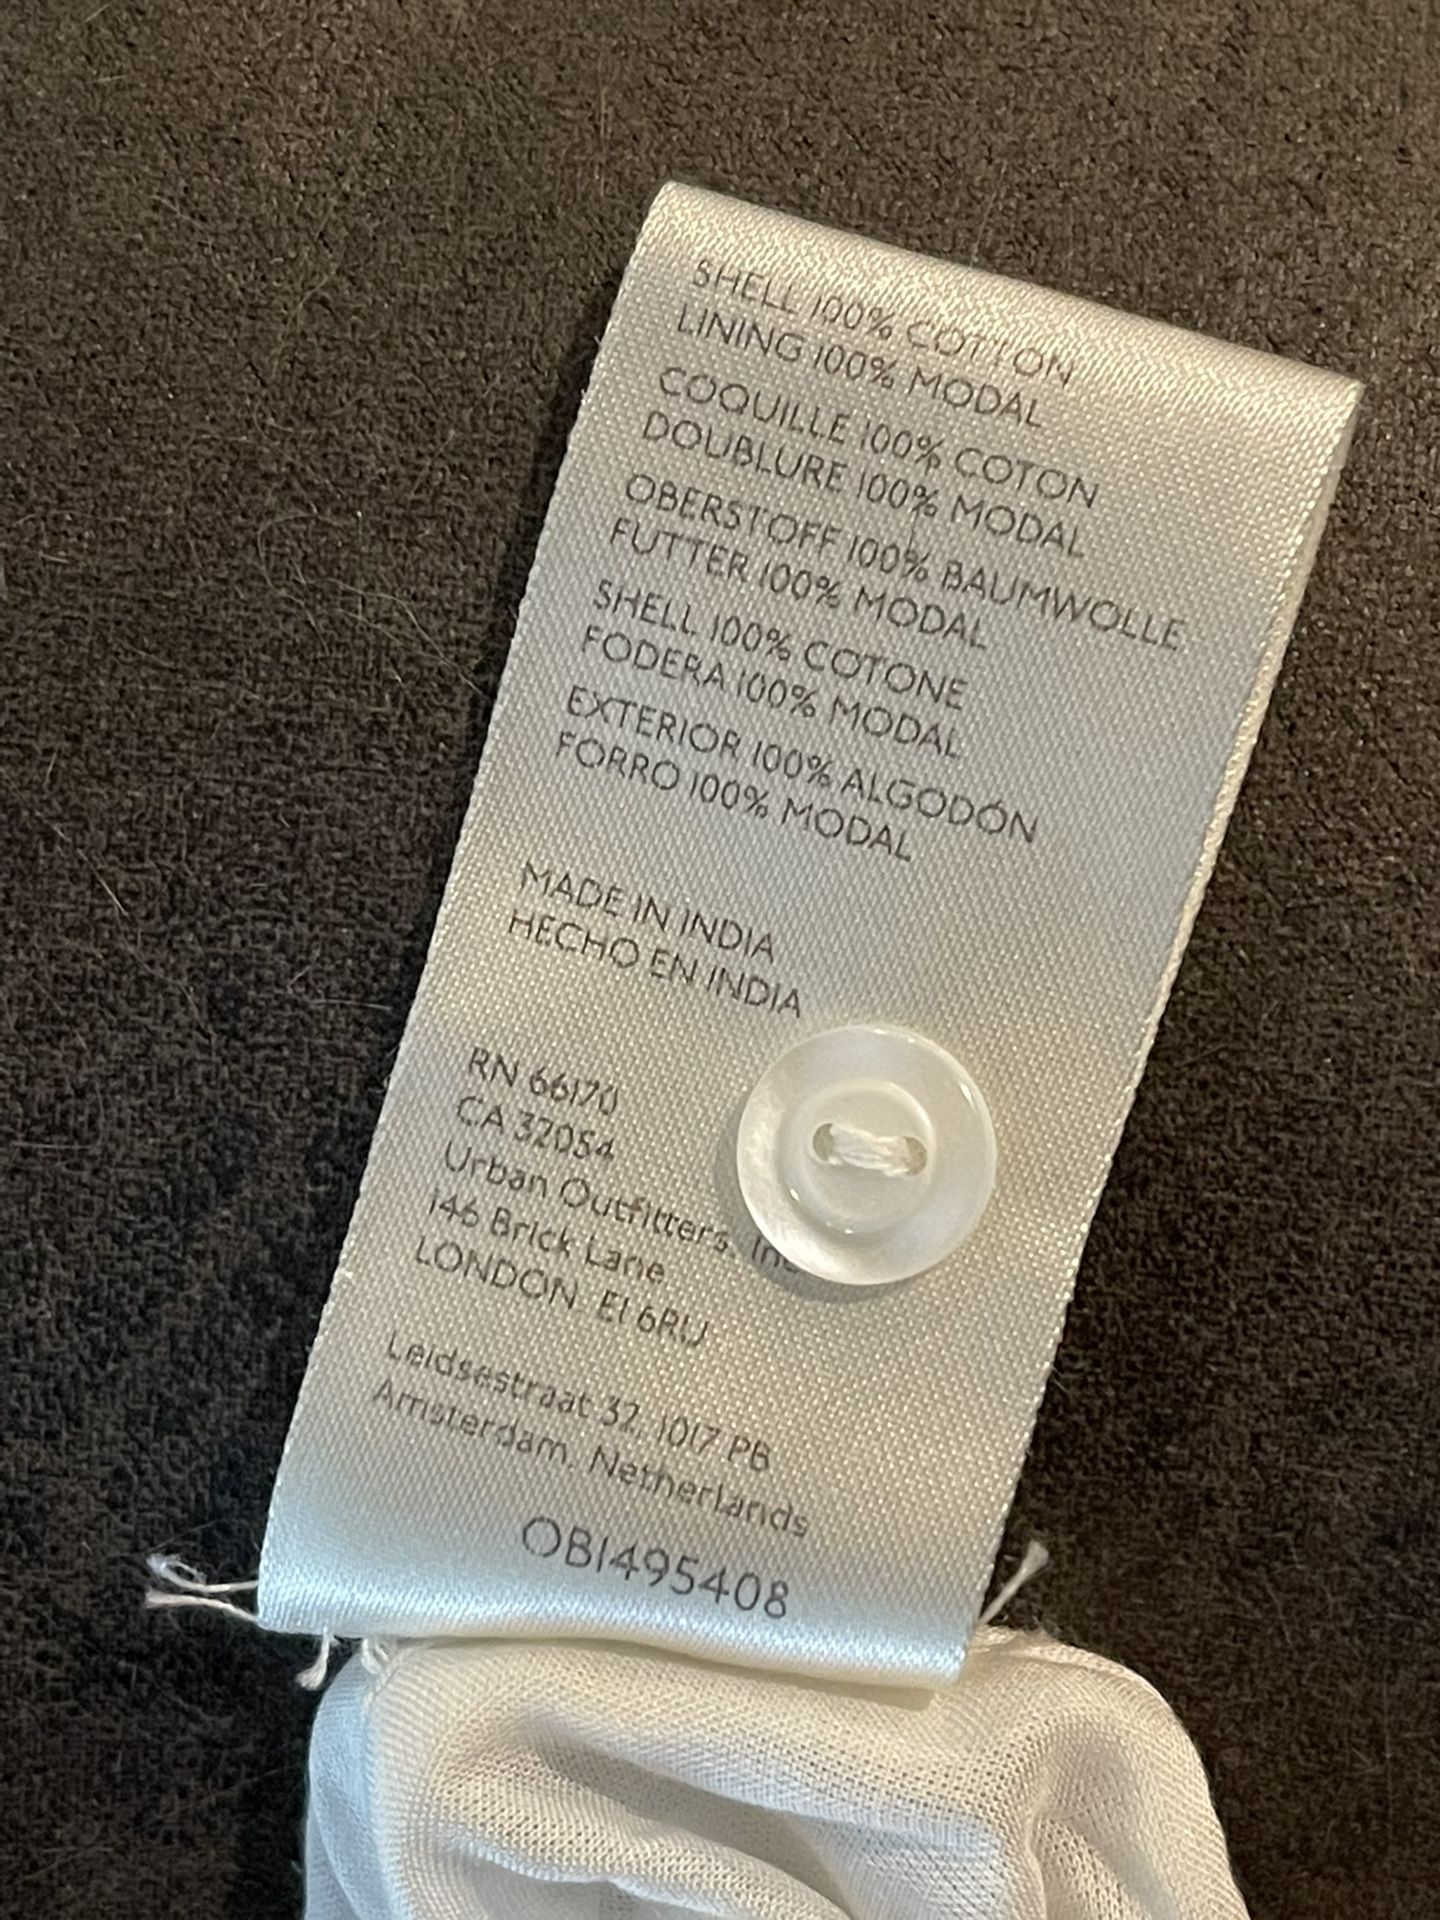 SHELL 100% COTTON
LINING 100% MODAL
COQUILLE 100% COTON
DOUBLURE 100% MODAL
OBERSTOFF 100% BAUMWOLLE
FUTTER 100% MODAL
SHELL 100% COTONE
FODERA 100% MODAL
EXTERIOR 100% ALGODÓN
FORRO 100% MODAL
MADE IN INDIA
HECHO EN INDIA
RN 66170
CA 32054
Urban Outfitters, Inc
146 Brick Lane
LONDON, E1 6RU
Leidsestraat 32, 1017 PB
Amsterdam, Netherlands
OB1495408